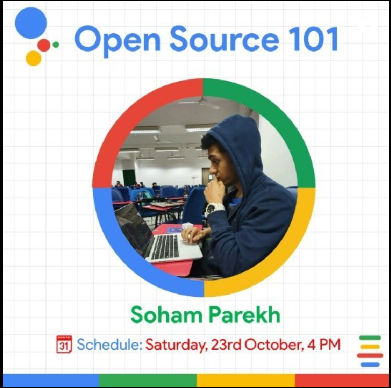 Open Source 101
Soham Parekh
31 Schedule: Saturday, 23rd October, 4 PM